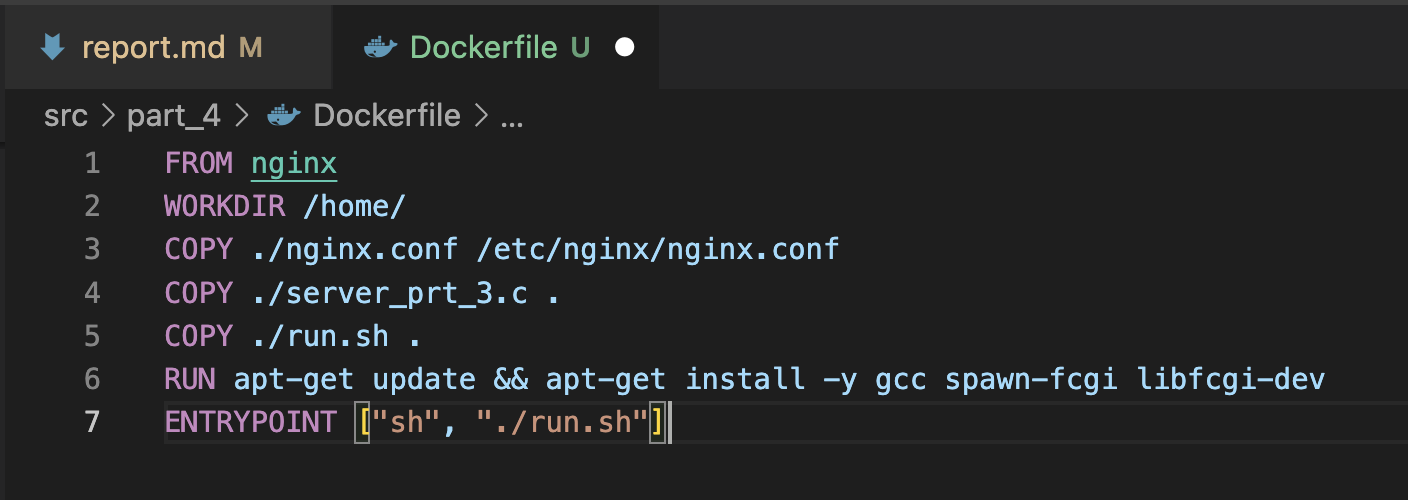 report.md M Dockerfile U
src > part_4 > Dockerfile > ...
1 FROM nginx
2 WORKDIR /home/
3 COPY ./nginx.conf /etc/nginx/nginx.conf
4 COPY ./server_prt_3.c .
5 COPY ./run.sh .
6 RUN apt-get update && apt-get install -y gcc spawn-fcgi libfcgi-dev
7 ENTRYPOINT ["sh", "./run.sh"]